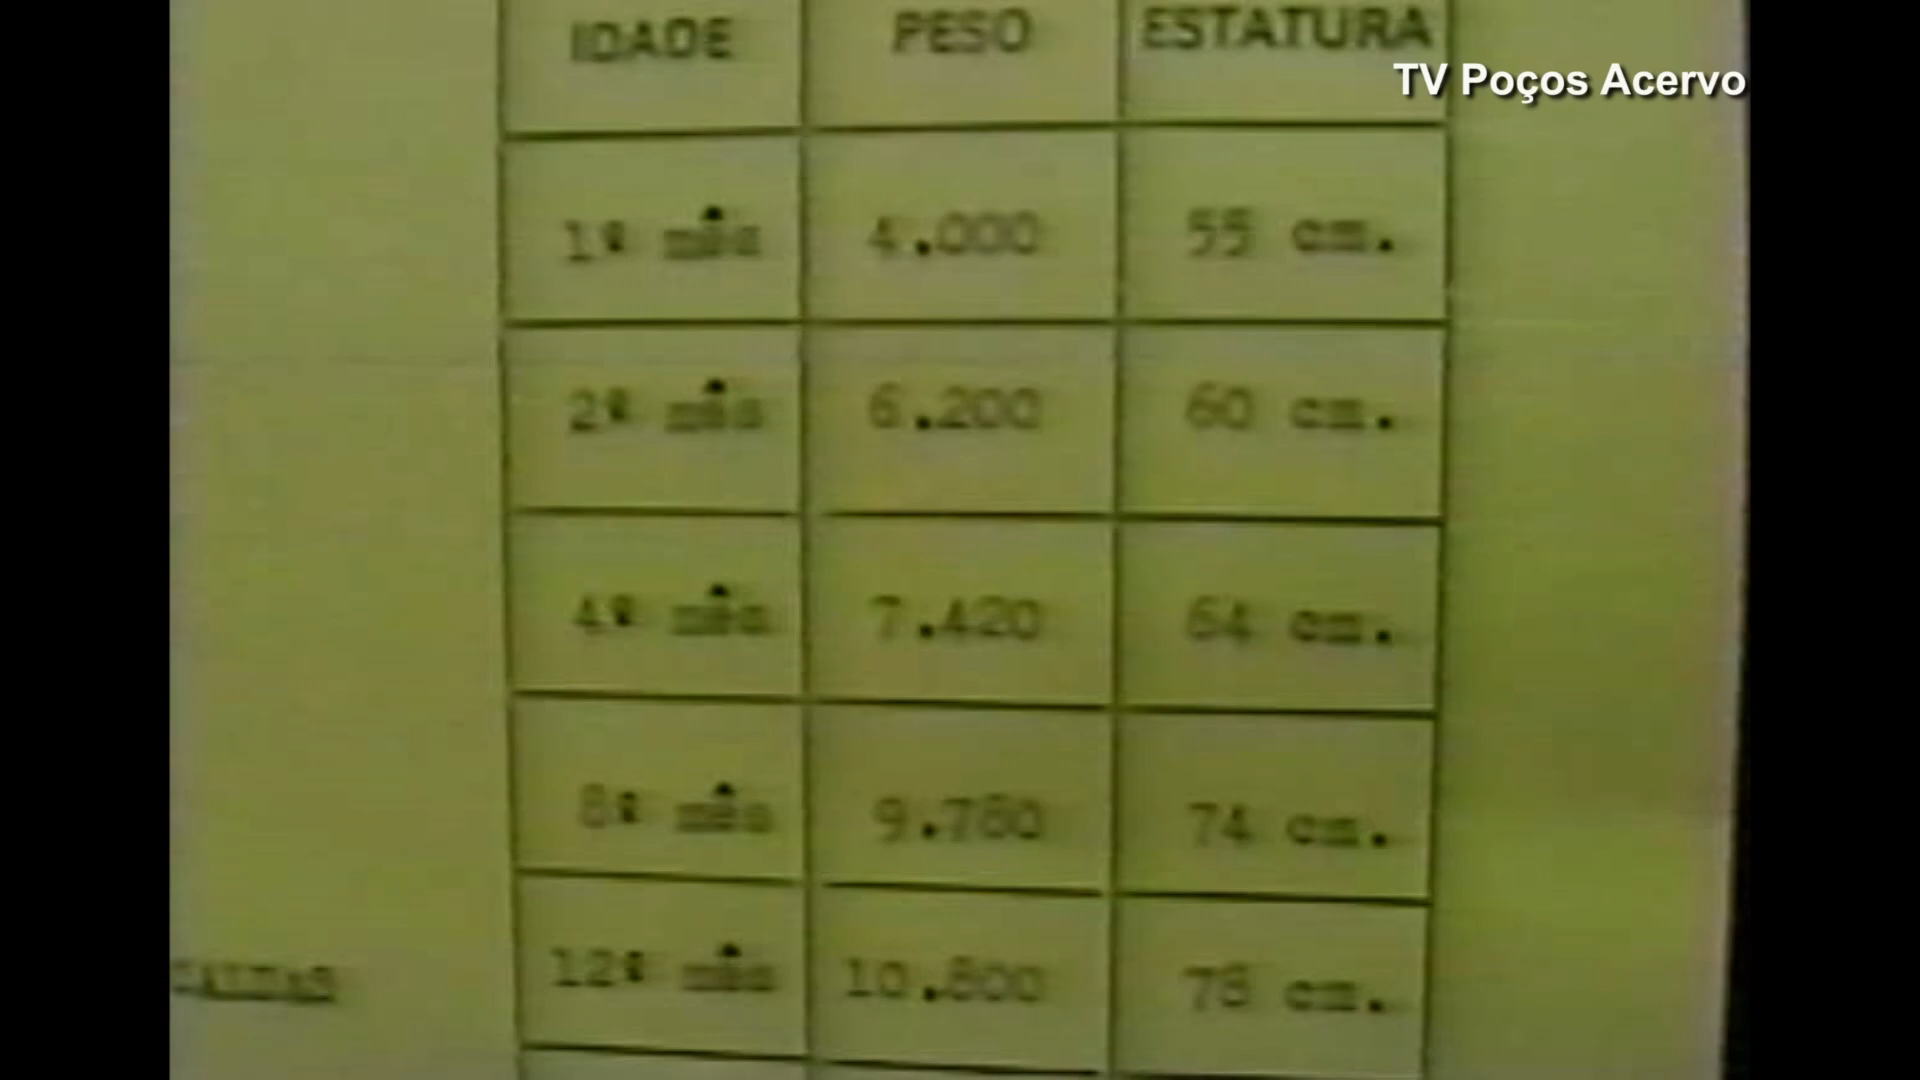 IDADE PESO ESTATURA
TV Poços Acervo
1º mês 4.000 55 cm.
2º mês 6.200 60 cm.
4º mês 7.420 64 cm.
8º mês 9.780 74 cm.
12º mês 10.800 78 cm.
CALDAS